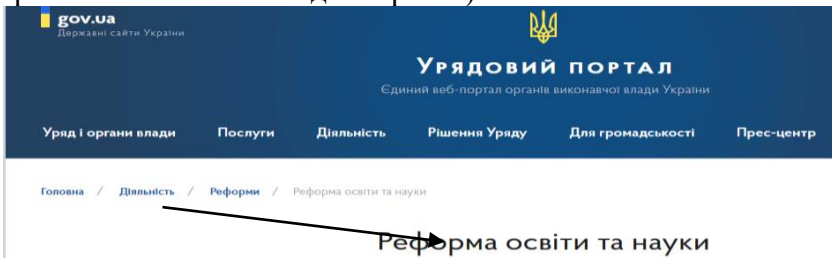 gov.ua
Державні сайти України
Урядовий портал
Єдиний веб-портал органів виконавчої влади України
Уряд і органи влади Послуги Діяльність Рішення Уряду Для громадськості Прес-центр
Головна / Діяльність / Реформи / Реформа освіти та науки
Реформа освіти та науки